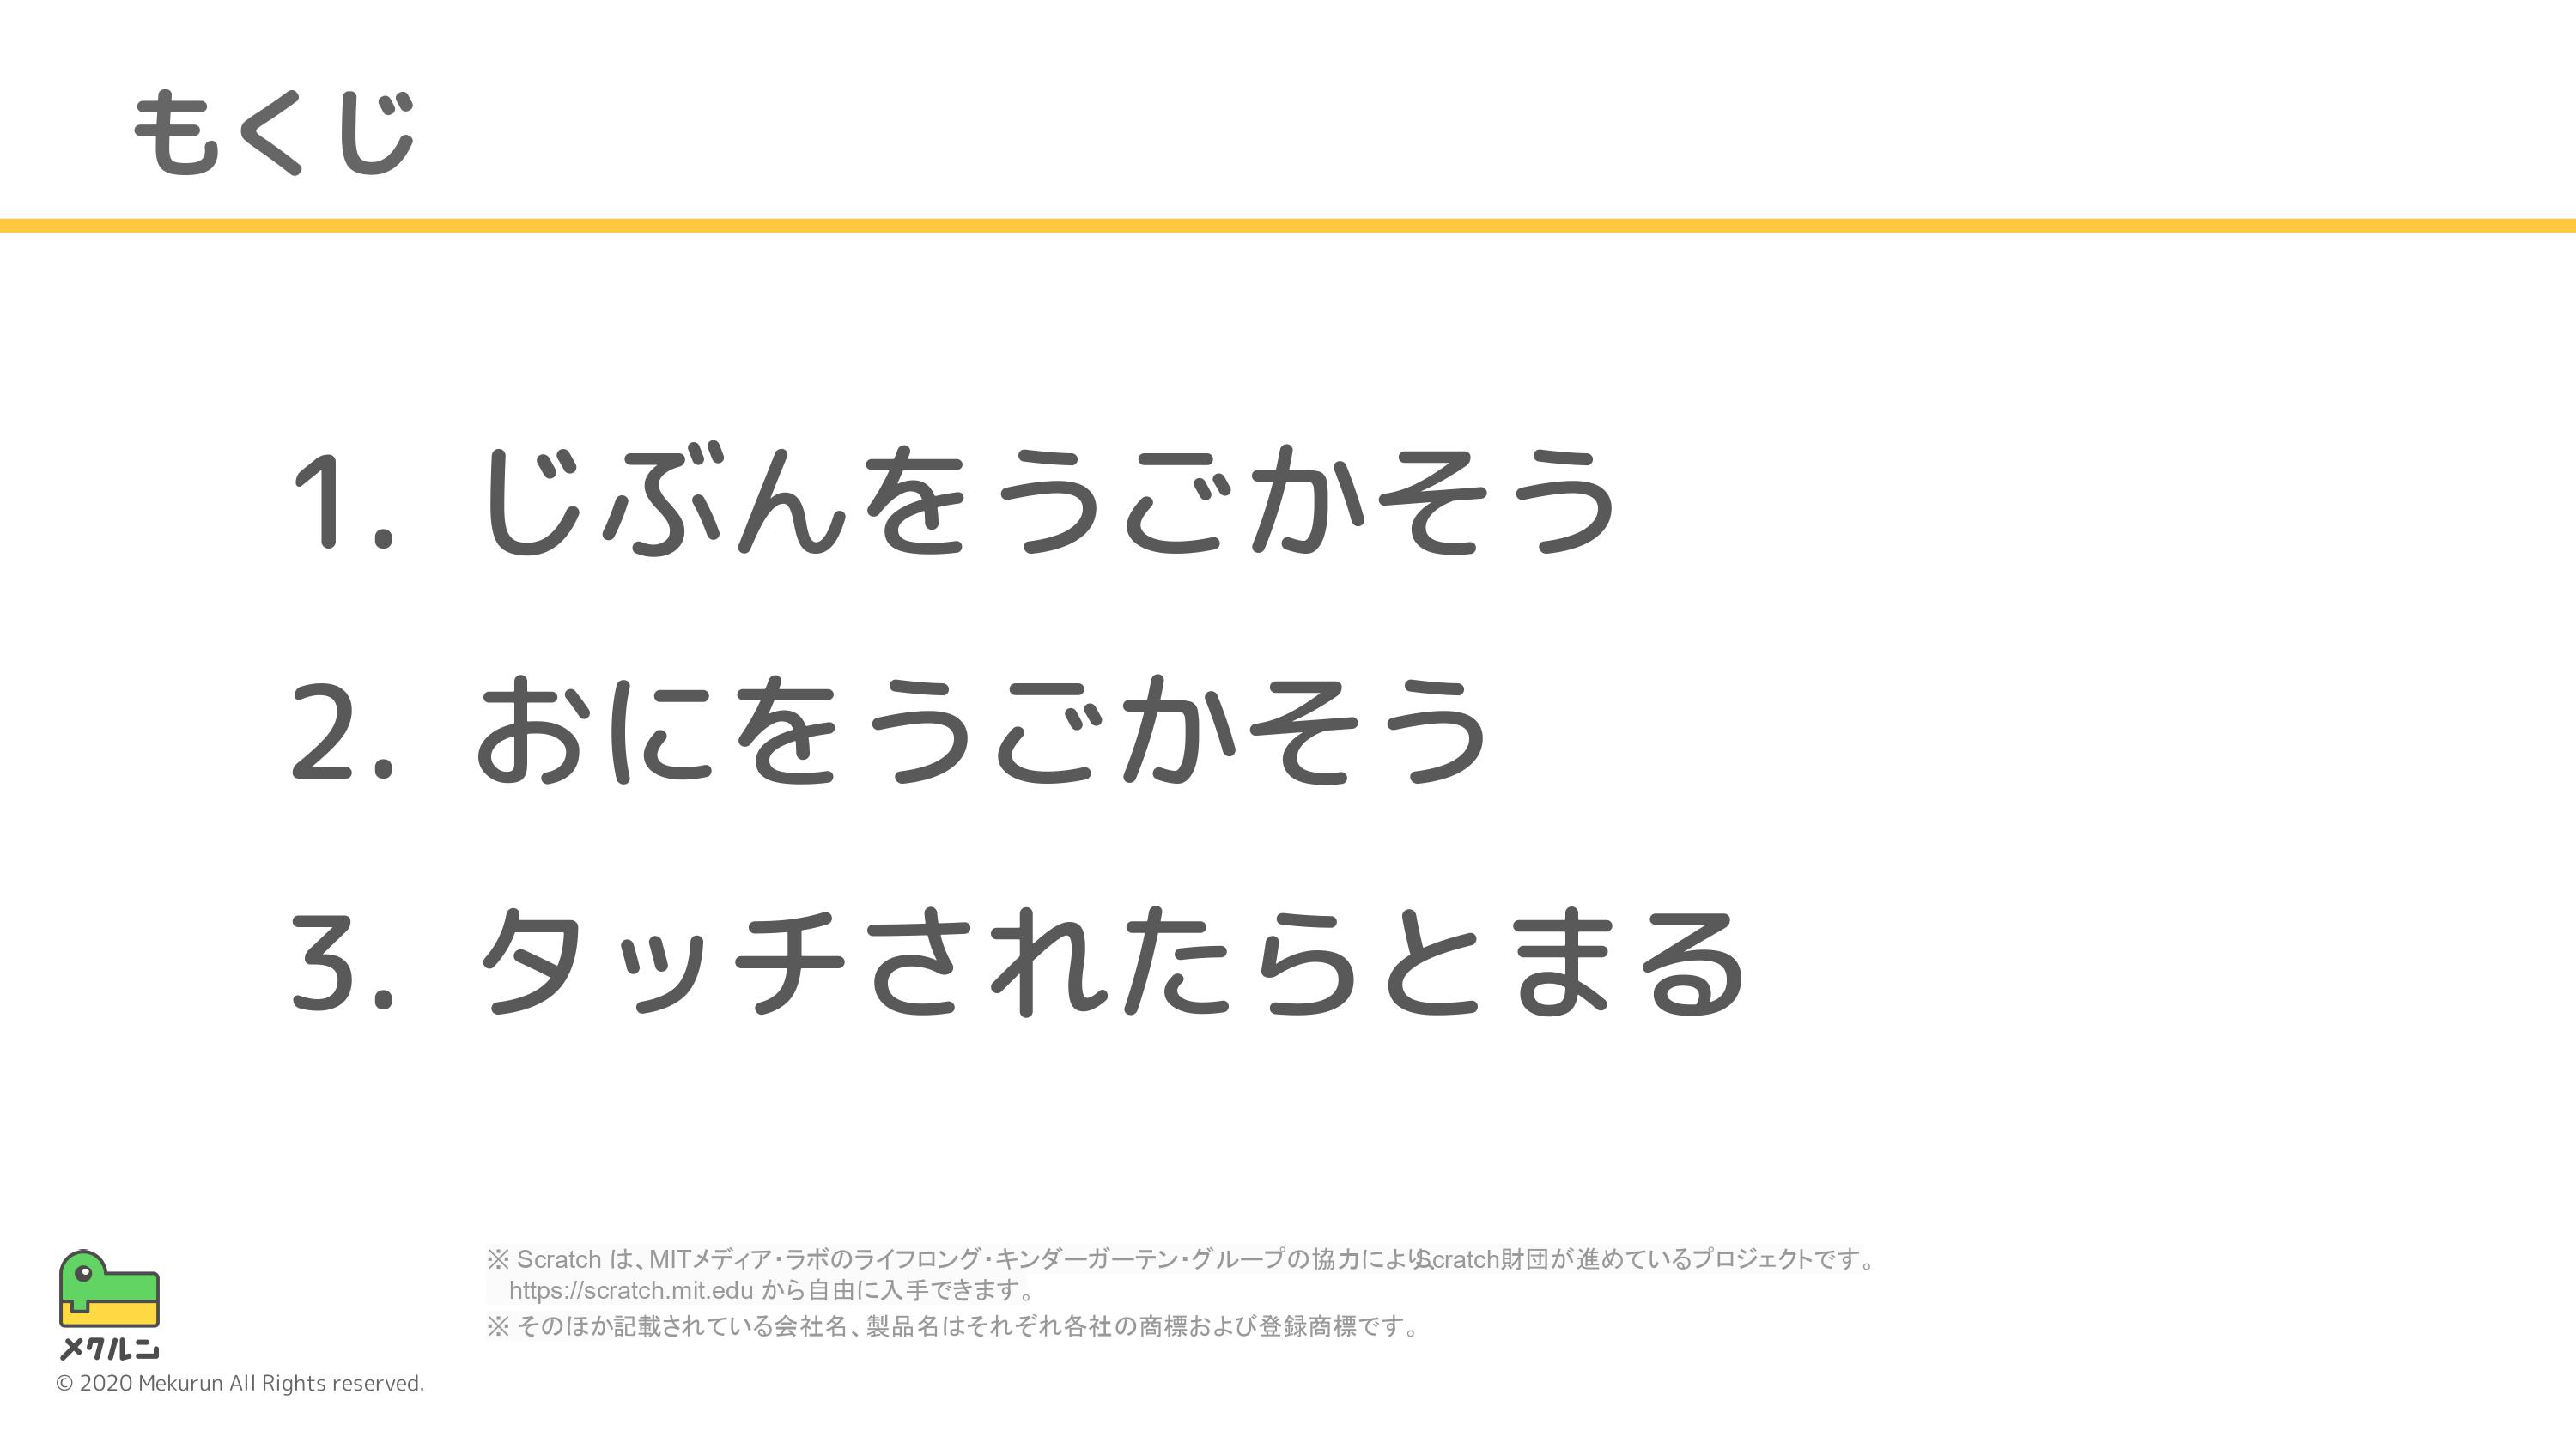 もくじ
1. じぶんをうごかそう
2. おにをうごかそう
3. タッチされたらとまる
※ Scratch は、MITメディア・ラボのライフロング・キンダーガーテン・グループの協力により、Scratch財団が進めているプロジェクトです。
https://scratch.mit.edu から自由に入手できます。
※ そのほか記載されている会社名、製品名はそれぞれ各社の商標および登録商標です。
メクルン
© 2020 Mekurun All Rights reserved.